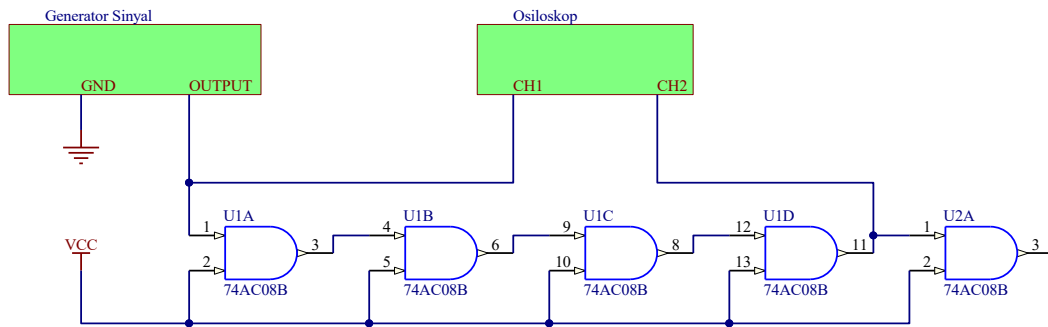 Generator Sinyal
Osiloskop
GND
OUTPUT
CH1
CH2
U1A
U1B
U1C
U1D
U2A
1
4
9
12
1
VCC
3
6
8
11
3
2
5
10
13
2
74AC08B
74AC08B
74AC08B
74AC08B
74AC08B